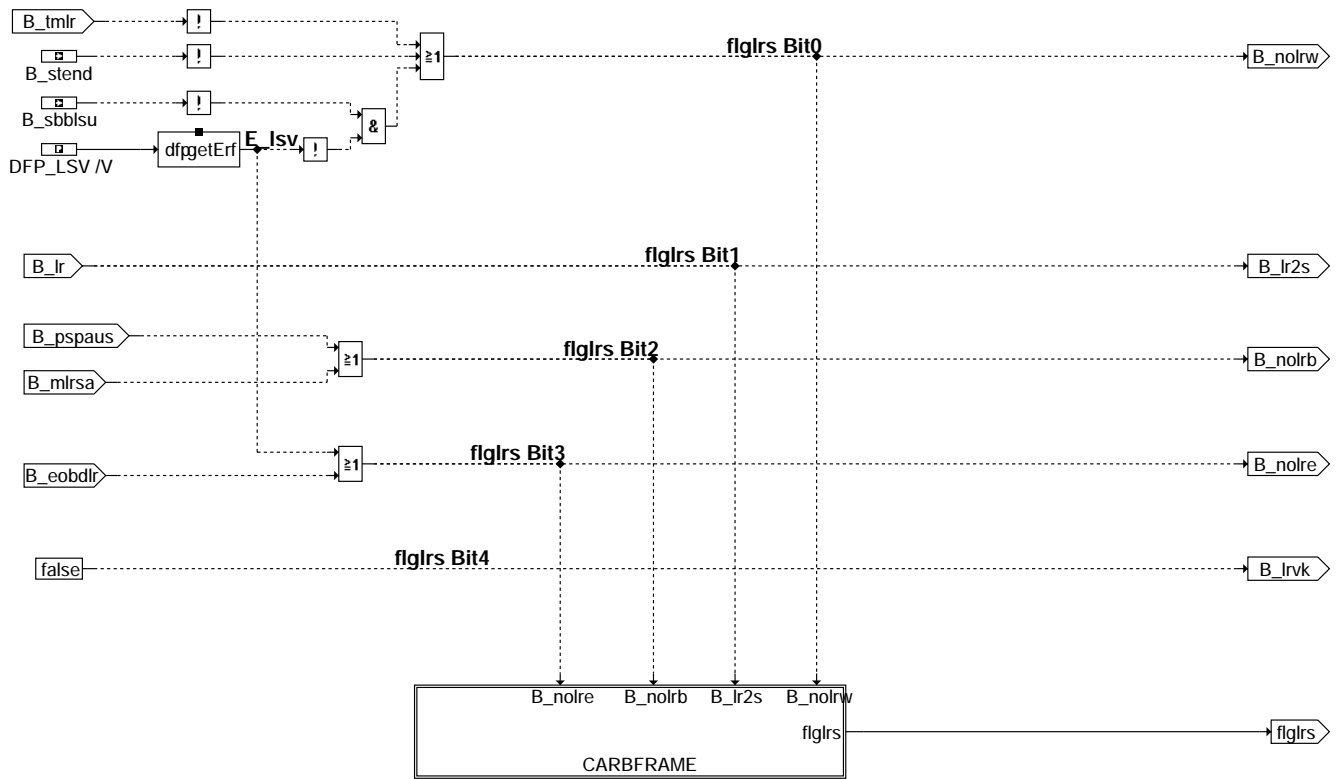 B_tmlr
!
≥1
flglrs Bit0
B_nolrw
B_stend
!
B_sbblsu
!
&
DFP_LSV /V
dfpgetErf
E_lsv
!
B_lr
flglrs Bit1
B_lr2s
B_pspaus
≥1
flglrs Bit2
B_nolrb
B_mlrsa
≥1
flglrs Bit3
B_nolre
B_eobdlr
false
flglrs Bit4
B_lrvk
B_nolre
B_nolrb
B_lr2s
B_nolrw
flglrs
flglrs
CARBFRAME